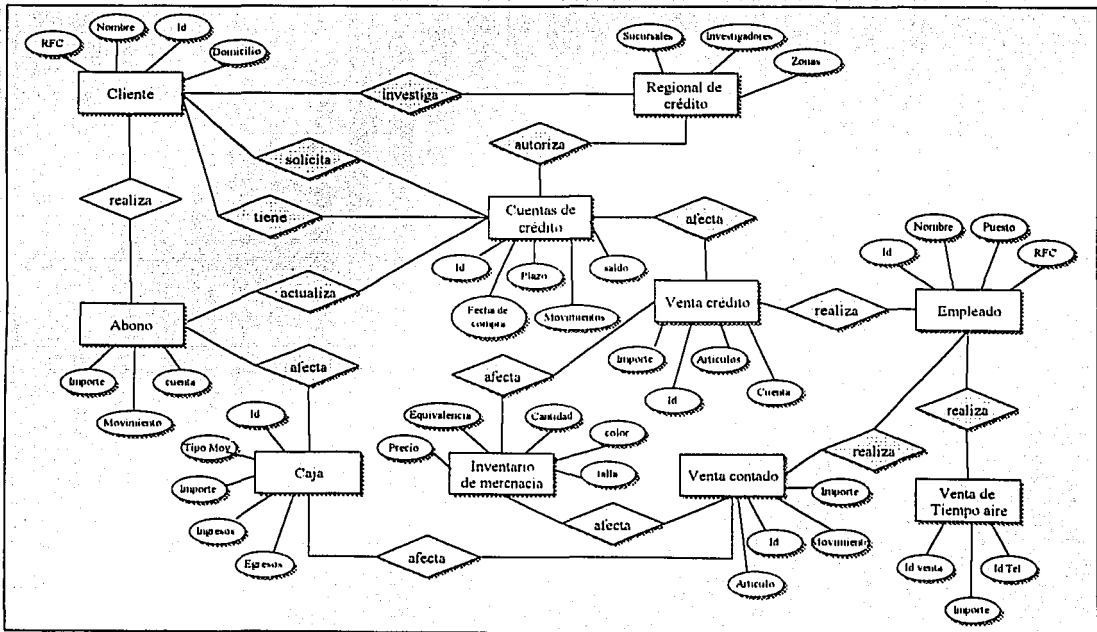 Nombre
Id
RFC
Domicilio
Cliente
Sucursales
Investigadores
Zonas
investiga
Regional de
crédito
autoriza
solicita
realiza
tiene
Cuentas de
crédito
afecta
Nombre
Puesto
Id
RFC
Id
Plazo
saldo
actualiza
Abono
Fecha de
compra
Movimientos
Venta crédito
realiza
Empleado
Importe
cuenta
afecta
Importe
Artículos
Movimiento
afecta
Id
Cuenta
Id
Equivalencia
Cantidad
color
realiza
Tipo Mov
Precio
realiza
Caja
Inventario
de mercnacia
talla
Venta contado
Importe
Importe
Venta de
Tiempo aire
Ingresos
afecta
Id
Movimiento
Egresos
afecta
Artículo
Id venta
Id Tel
Importe